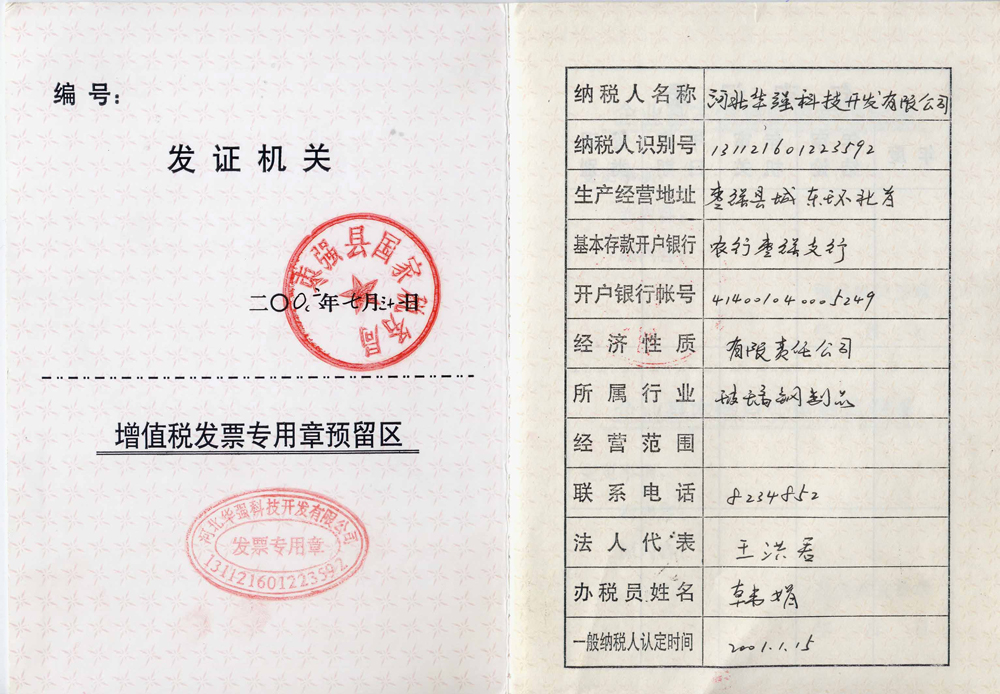 编号：
发证机关
枣强县国家税务局
二〇〇二年七月三十日
增值税发票专用章预留区
河北华强科技开发有限公司
发票专用章
131121601223592
纳税人名称 河北华强科技开发有限公司
纳税人识别号 131121601223592
生产经营地址 枣强县城东环北首
基本存款开户银行 农行枣强支行
开户银行帐号 414001040005249
经济性质 有限责任公司
所属行业 玻璃钢制品
经营范围
联系电话 8234852
法人代表 王洪君
办税员姓名 韩娟
一般纳税人认定时间 2001.1.15